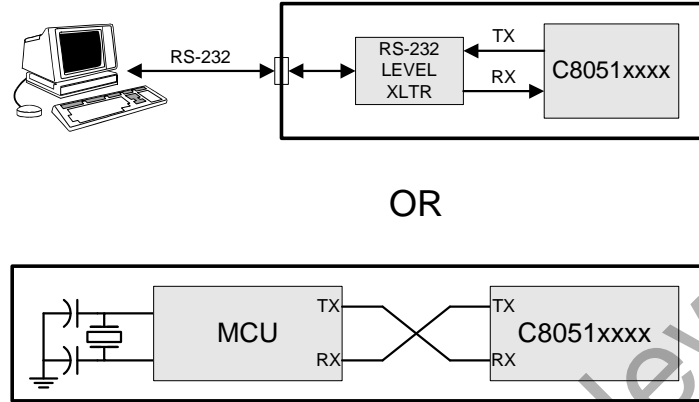 RS-232
RS-232
LEVEL
XLTR
TX
RX
C8051xxxx
OR
MCU
TX
RX
TX
RX
C8051xxxx